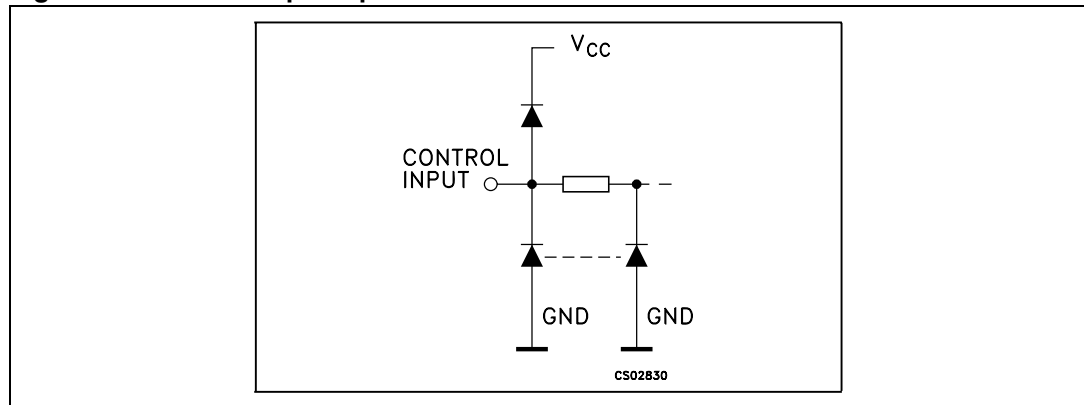 V_CC
CONTROL
INPUT
GND
GND
CS02830